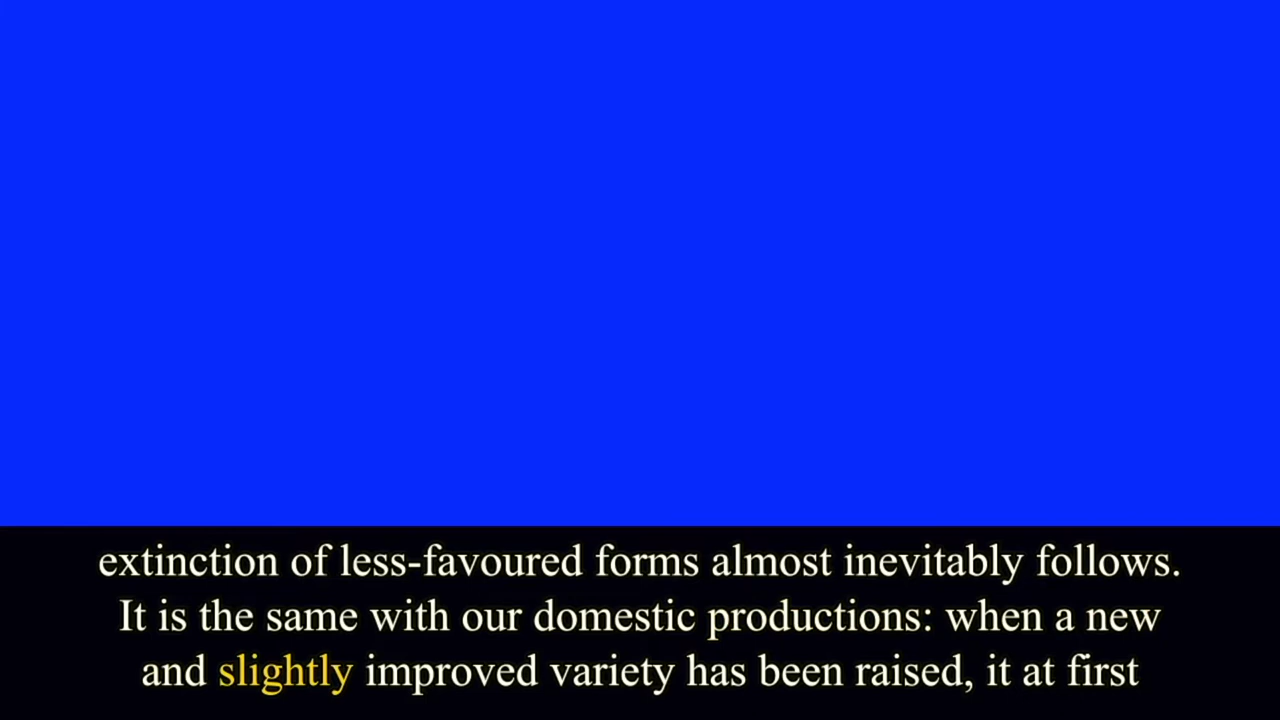 extinction of less-favoured forms almost inevitably follows.
It is the same with our domestic productions: when a new
and slightly improved variety has been raised, it at first